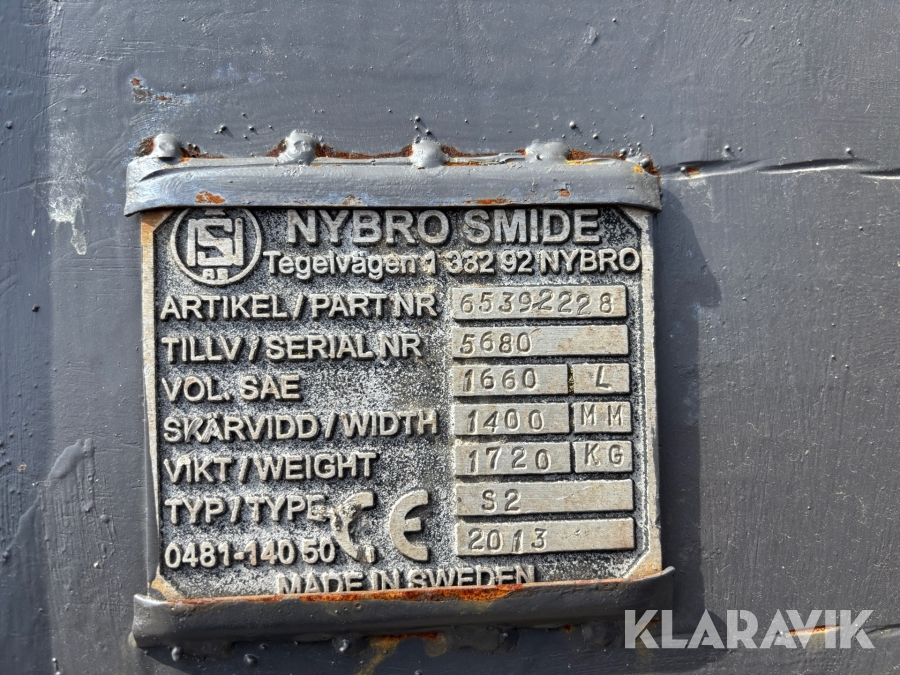 NYBRO SMIDE
Tegelvägen 1 382 92 NYBRO
ARTIKEL/PART NR 65392228
TILLV/SERIAL NR 5680
VOL. SAE 1660 L
SKÄRVIDD/WIDTH 1400 MM
VIKT/WEIGHT 1720 KG
TYP/TYPE S2
0481-140 50 CE 2013
MADE IN SWEDEN
KLARAVIK